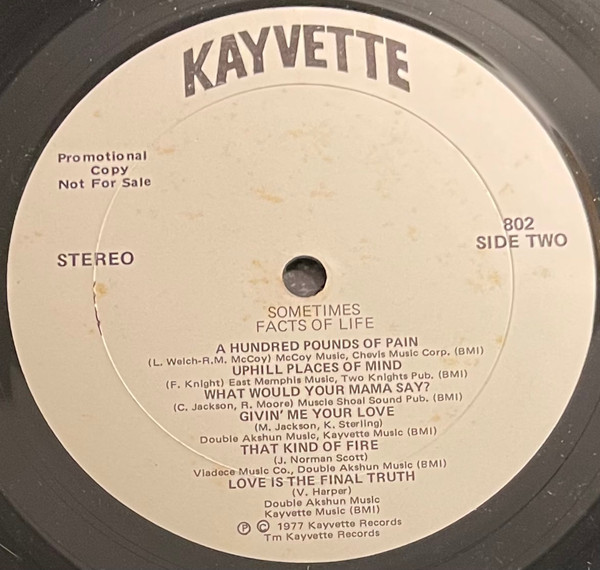 KAYVETTE
Promotional
Copy
Not For Sale
802
SIDE TWO
STEREO
SOMETIMES
FACTS OF LIFE
A HUNDRED POUNDS OF PAIN
(L. Welch-R.M. McCoy) McCoy Music, Chevis Music Corp. (BMI)
UPHILL PLACES OF MIND
(F. Knight) East Memphis Music, Two Knights Pub. (BMI)
WHAT WOULD YOUR MAMA SAY?
(C. Jackson, R. Moore) Muscle Shoal Sound Pub. (BMI)
GIVIN' ME YOUR LOVE
(M. Jackson, K. Sterling)
Double Akshun Music, Kayvette Music (BMI)
THAT KIND OF FIRE
(J. Norman Scott)
Viadece Music Co., Double Akshun Music (BMI)
LOVE IS THE FINAL TRUTH
(V. Harper)
Double Akshun Music
Kayvette Music (BMI)
℗ © 1977 Kayvette Records
Tm Kayvette Records